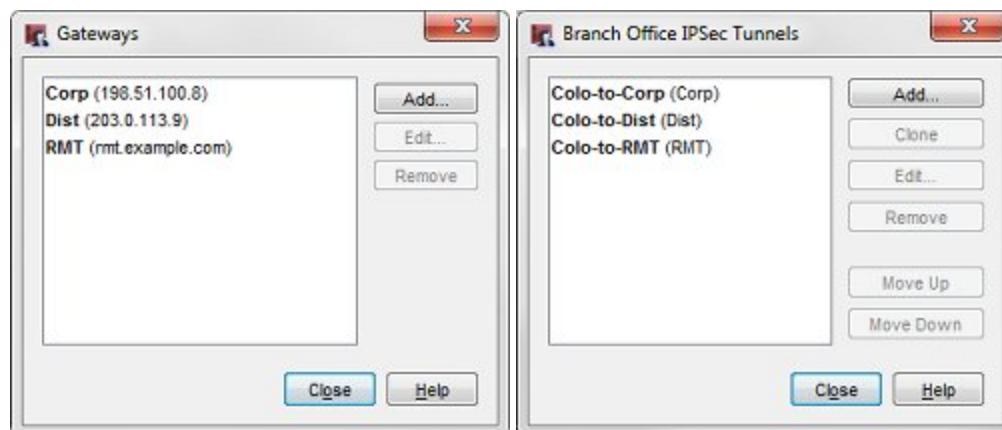 Gateways
Corp (198.51.100.8)
Dist (203.0.113.9)
RMT (rmt.example.com)
Add...
Edit...
Remove
Close
Help
Branch Office IPSec Tunnels
Colo-to-Corp (Corp)
Colo-to-Dist (Dist)
Colo-to-RMT (RMT)
Add...
Clone
Edit...
Remove
Move Up
Move Down
Close
Help